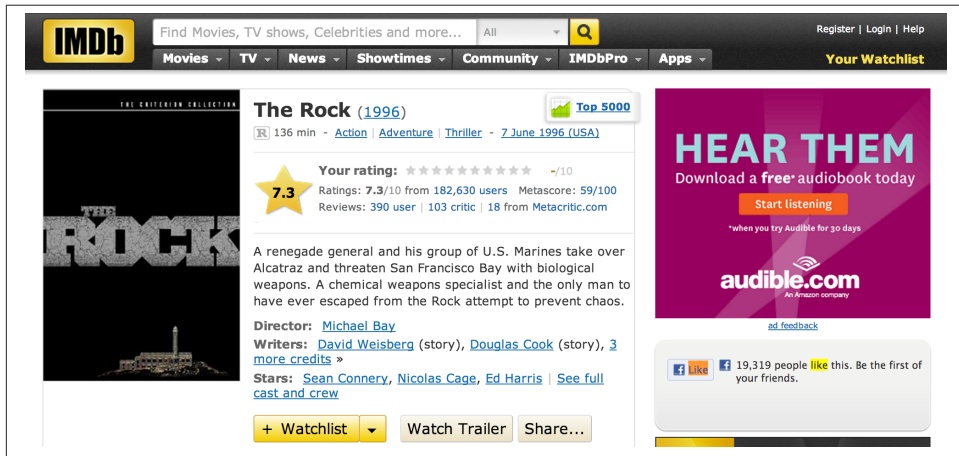 IMDb
Find Movies, TV shows, Celebrities and more...
All
Register | Login | Help
Movies TV News Showtimes Community IMDbPro Apps
Your Watchlist
THE CRITERION COLLECTION
THE
ROCK
The Rock (1996)
Top 5000
R 136 min - Action | Adventure | Thriller - 7 June 1996 (USA)
7.3
Your rating: -/10
Ratings: 7.3/10 from 182,630 users Metascore: 59/100
Reviews: 390 user | 103 critic | 18 from Metacritic.com
A renegade general and his group of U.S. Marines take over
Alcatraz and threaten San Francisco Bay with biological
weapons. A chemical weapons specialist and the only man to
have ever escaped from the Rock attempt to prevent chaos.
Director: Michael Bay
Writers: David Weisberg (story), Douglas Cook (story), 3
more credits »
Stars: Sean Connery, Nicolas Cage, Ed Harris | See full
cast and crew
+ Watchlist
Watch Trailer
Share...
HEAR THEM
Download a free* audiobook today
Start listening
*when you try Audible for 30 days
audible.com
An Amazon company
ad feedback
f Like
f 19,319 people like this. Be the first of
your friends.